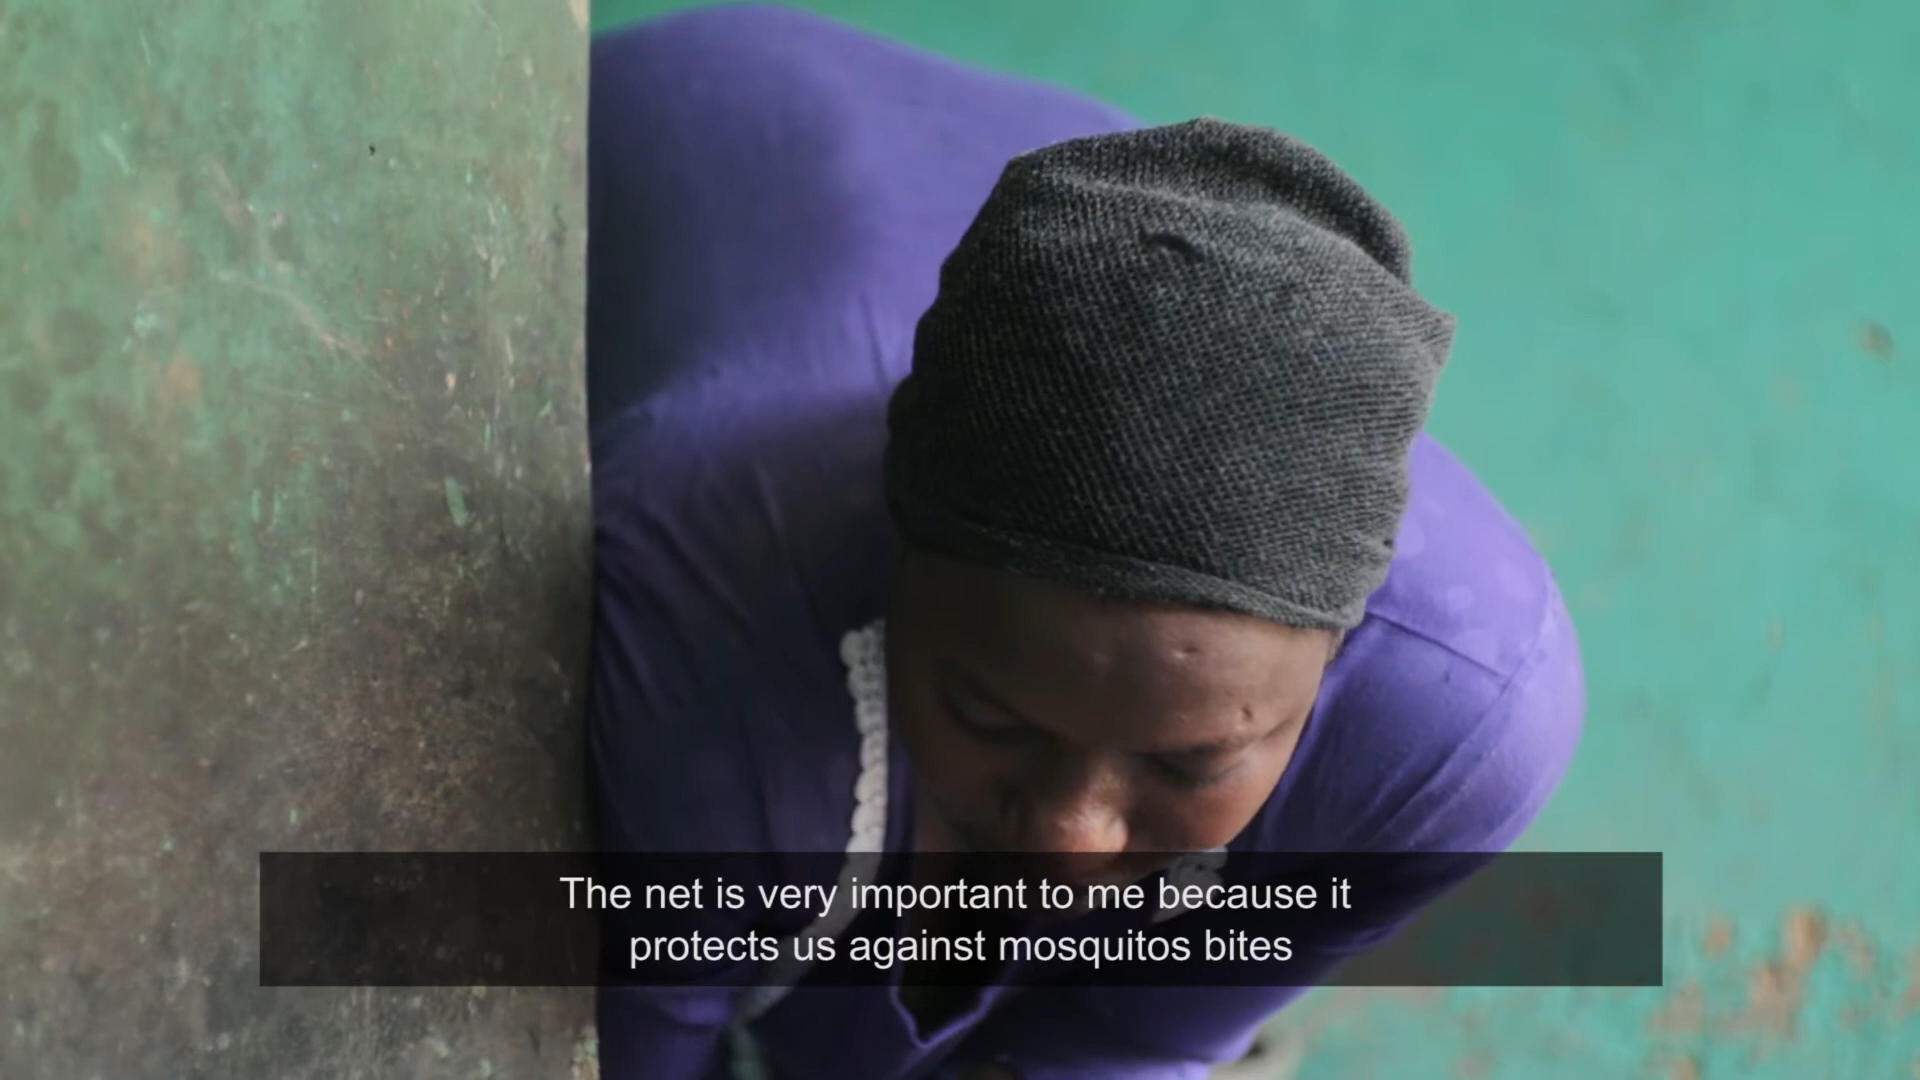 The net is very important to me because it
protects us against mosquitos bites